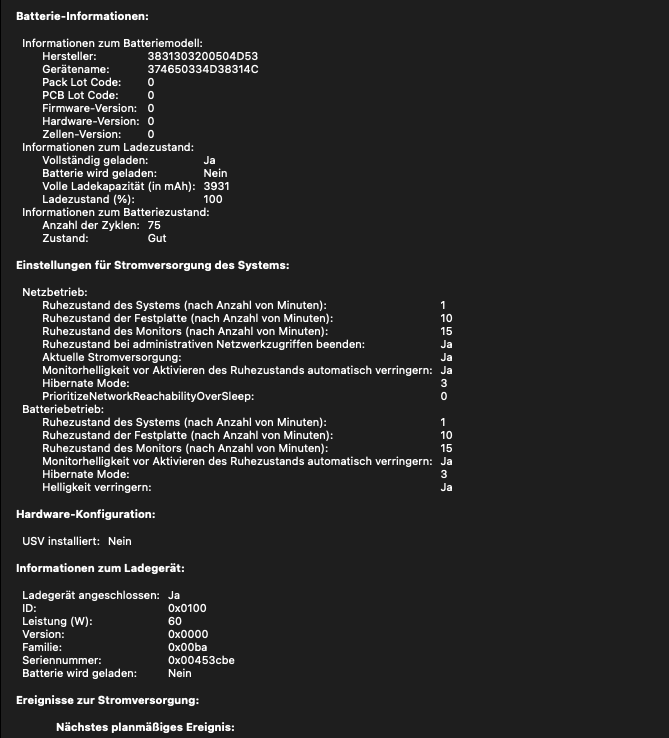 Batterie-Informationen:
Informationen zum Batteriemodell:
Hersteller: 3831303200504D53
Gerätename: 374650334D38314C
Pack Lot Code: 0
PCB Lot Code: 0
Firmware-Version: 0
Hardware-Version: 0
Zellen-Version: 0
Informationen zum Ladezustand:
Vollständig geladen: Ja
Batterie wird geladen: Nein
Volle Ladekapazität (in mAh): 3931
Ladezustand (%): 100
Informationen zum Batteriezustand:
Anzahl der Zyklen: 75
Zustand: Gut
Einstellungen für Stromversorgung des Systems:
Netzbetrieb:
Ruhezustand des Systems (nach Anzahl von Minuten): 1
Ruhezustand der Festplatte (nach Anzahl von Minuten): 10
Ruhezustand des Monitors (nach Anzahl von Minuten): 15
Ruhezustand bei administrativen Netzwerkzugriffen beenden: Ja
Aktuelle Stromversorgung: Ja
Monitorhelligkeit vor Aktivieren des Ruhezustands automatisch verringern: Ja
Hibernate Mode: 3
PrioritizeNetworkReachabilityOverSleep: 0
Batteriebetrieb:
Ruhezustand des Systems (nach Anzahl von Minuten): 1
Ruhezustand der Festplatte (nach Anzahl von Minuten): 10
Ruhezustand des Monitors (nach Anzahl von Minuten): 15
Monitorhelligkeit vor Aktivieren des Ruhezustands automatisch verringern: Ja
Hibernate Mode: 3
Helligkeit verringern: Ja
Hardware-Konfiguration:
USV installiert: Nein
Informationen zum Ladegerät:
Ladegerät angeschlossen: Ja
ID: 0x0100
Leistung (W): 60
Version: 0x0000
Familie: 0x00ba
Seriennummer: 0x00453cbe
Batterie wird geladen: Nein
Ereignisse zur Stromversorgung:
Nächstes planmäßiges Ereignis: